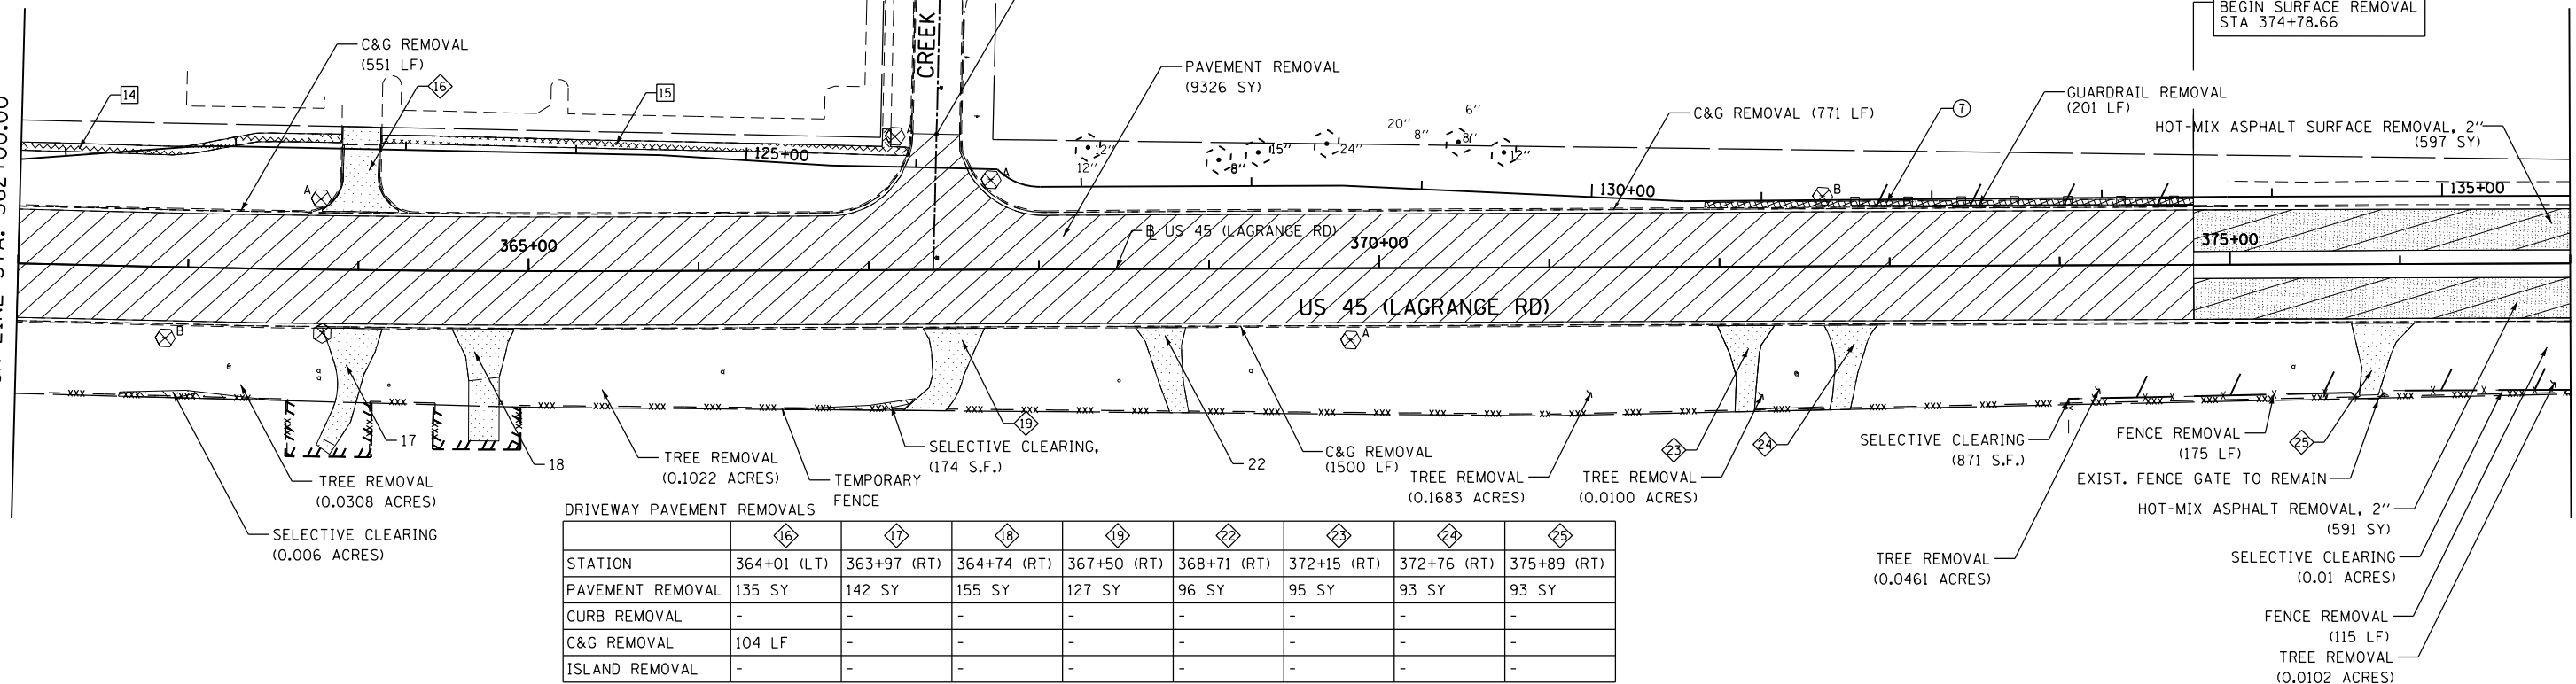 BEGIN SURFACE REMOVAL
STA 374+78.66
C&G REMOVAL
(551 LF)
14
16
15
CREEK
PAVEMENT REMOVAL
(9326 SY)
C&G REMOVAL (771 LF)
7
GUARDRAIL REMOVAL
(201 LF)
HOT-MIX ASPHALT SURFACE REMOVAL, 2''
(597 SY)
6''
20''
8''
8''
12''
12''
8''
15''
24''
12''
125+00
130+00
135+00
A
A
A
B
365+00
370+00
375+00
US 45 (LAGRANGE RD)
US 45 (LAGRANGE RD)
B
A
17
18
19
22
23
24
25
TREE REMOVAL
(0.0308 ACRES)
SELECTIVE CLEARING
(0.006 ACRES)
TREE REMOVAL
(0.1022 ACRES)
TEMPORARY
FENCE
SELECTIVE CLEARING,
(174 S.F.)
C&G REMOVAL
(1500 LF)
TREE REMOVAL
(0.1683 ACRES)
TREE REMOVAL
(0.0100 ACRES)
SELECTIVE CLEARING
(871 S.F.)
FENCE REMOVAL
(175 LF)
EXIST. FENCE GATE TO REMAIN
HOT-MIX ASPHALT REMOVAL, 2''
(591 SY)
TREE REMOVAL
(0.0461 ACRES)
SELECTIVE CLEARING
(0.01 ACRES)
FENCE REMOVAL
(115 LF)
TREE REMOVAL
(0.0102 ACRES)
DRIVEWAY PAVEMENT REMOVALS
16 17 18 19 22 23 24 25
STATION 364+01 (LT) 363+97 (RT) 364+74 (RT) 367+50 (RT) 368+71 (RT) 372+15 (RT) 372+76 (RT) 375+89 (RT)
PAVEMENT REMOVAL 135 SY 142 SY 155 SY 127 SY 96 SY 95 SY 93 SY 93 SY
CURB REMOVAL - - - - - - - -
C&G REMOVAL 104 LF - - - - - - -
ISLAND REMOVAL - - - - - - - -